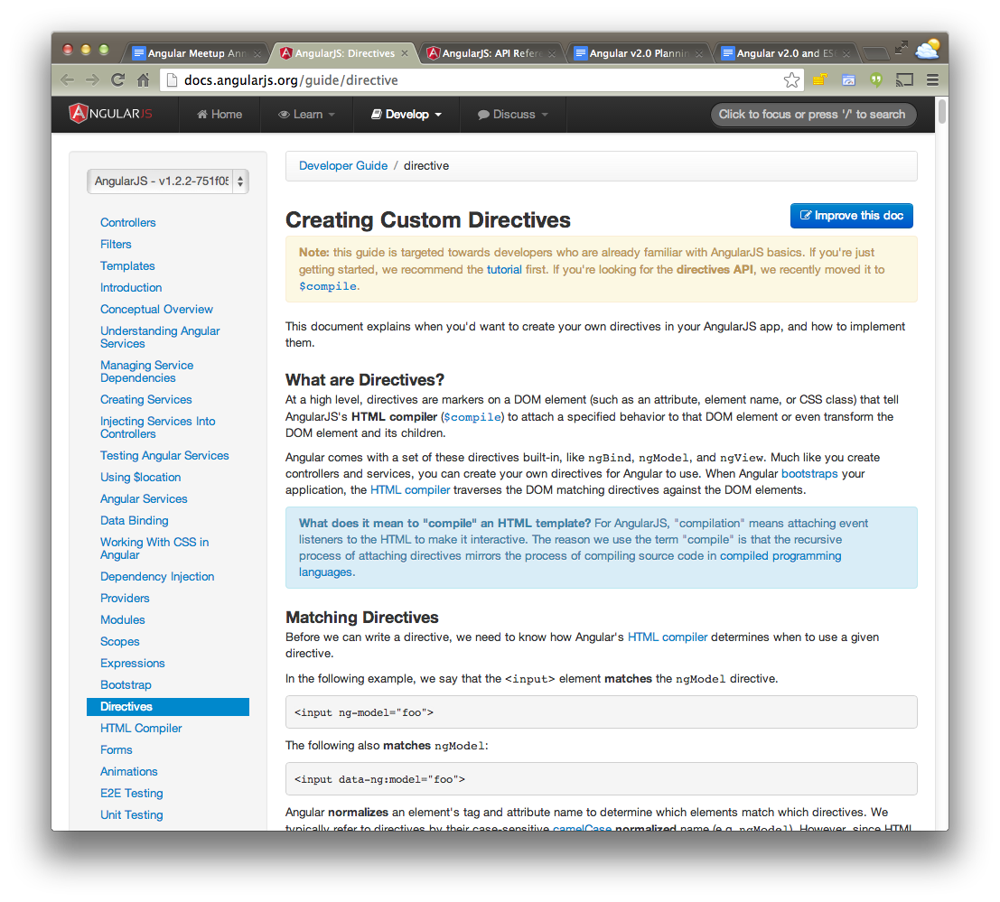 Angular Meetup Ann
AngularJS: Directives
AngularJS: API Refere
Angular v2.0 Plannin
Angular v2.0 and ES
docs.angularjs.org/guide/directive
ANGULARJS
Home
Learn
Develop
Discuss
Click to focus or press '/' to search
AngularJS - v1.2.2-751f05
Controllers
Filters
Templates
Introduction
Conceptual Overview
Understanding Angular
Services
Managing Service
Dependencies
Creating Services
Injecting Services Into
Controllers
Testing Angular Services
Using $location
Angular Services
Data Binding
Working With CSS in
Angular
Dependency Injection
Providers
Modules
Scopes
Expressions
Bootstrap
Directives
HTML Compiler
Forms
Animations
E2E Testing
Unit Testing
Developer Guide / directive
Creating Custom Directives
Improve this doc
Note: this guide is targeted towards developers who are already familiar with AngularJS basics. If you're just
getting started, we recommend the tutorial first. If you're looking for the directives API, we recently moved it to
$compile.
This document explains when you'd want to create your own directives in your AngularJS app, and how to implement
them.
What are Directives?
At a high level, directives are markers on a DOM element (such as an attribute, element name, or CSS class) that tell
AngularJS's HTML compiler ($compile) to attach a specified behavior to that DOM element or even transform the
DOM element and its children.
Angular comes with a set of these directives built-in, like ngBind, ngModel, and ngView. Much like you create
controllers and services, you can create your own directives for Angular to use. When Angular bootstraps your
application, the HTML compiler traverses the DOM matching directives against the DOM elements.
What does it mean to "compile" an HTML template? For AngularJS, "compilation" means attaching event
listeners to the HTML to make it interactive. The reason we use the term "compile" is that the recursive
process of attaching directives mirrors the process of compiling source code in compiled programming
languages.
Matching Directives
Before we can write a directive, we need to know how Angular's HTML compiler determines when to use a given
directive.
In the following example, we say that the <input> element matches the ngModel directive.
<input ng-model="foo">
The following also matches ngModel:
<input data-ng:model="foo">
Angular normalizes an element's tag and attribute name to determine which elements match which directives. We
typically refer to directives by their case-sensitive camelCase normalized name (e.g. ngModel). However, since HTML